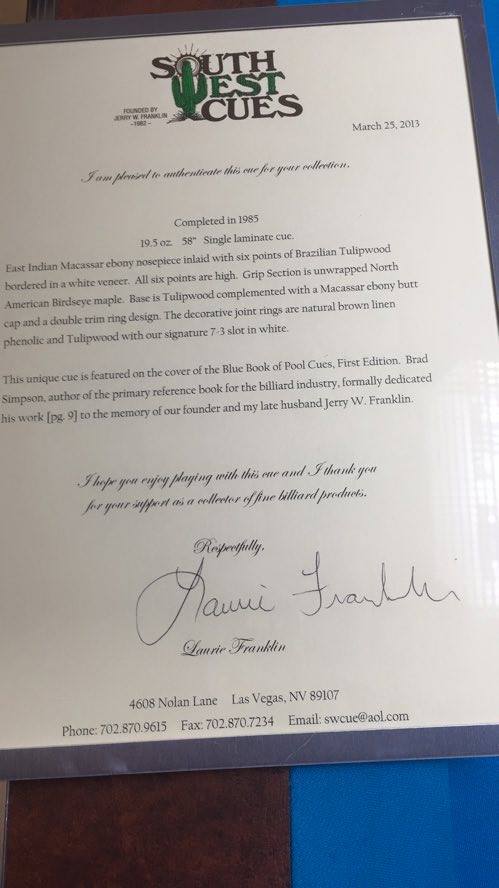 SOUTH
WEST
CUES
FOUNDED BY
JERRY W. FRANKLIN
-1982-
March 25, 2013
I am pleased to authenticate this cue for your collection.
Completed in 1985
19.5 oz. 58" Single laminate cue.
East Indian Macassar ebony nosepiece inlaid with six points of Brazilian Tulipwood
bordered in a white veneer. All six points are high. Grip Section is unwrapped North
American Birdseye maple. Base is Tulipwood complemented with a Macassar ebony butt
cap and a double trim ring design. The decorative joint rings are natural brown linen
phenolic and Tulipwood with our signature 7-3 slot in white.
This unique cue is featured on the cover of the Blue Book of Pool Cues, First Edition. Brad
Simpson, author of the primary reference book for the billiard industry, formally dedicated
his work [pg. 9] to the memory of our founder and my late husband Jerry W. Franklin.
I hope you enjoy playing with this cue and I thank you
for your support as a collector of fine billiard products.
Respectfully,
Laurie Franklin
Laurie Franklin
4608 Nolan Lane Las Vegas, NV 89107
Phone: 702.870.9615 Fax: 702.870.7234 Email: swcue@aol.com